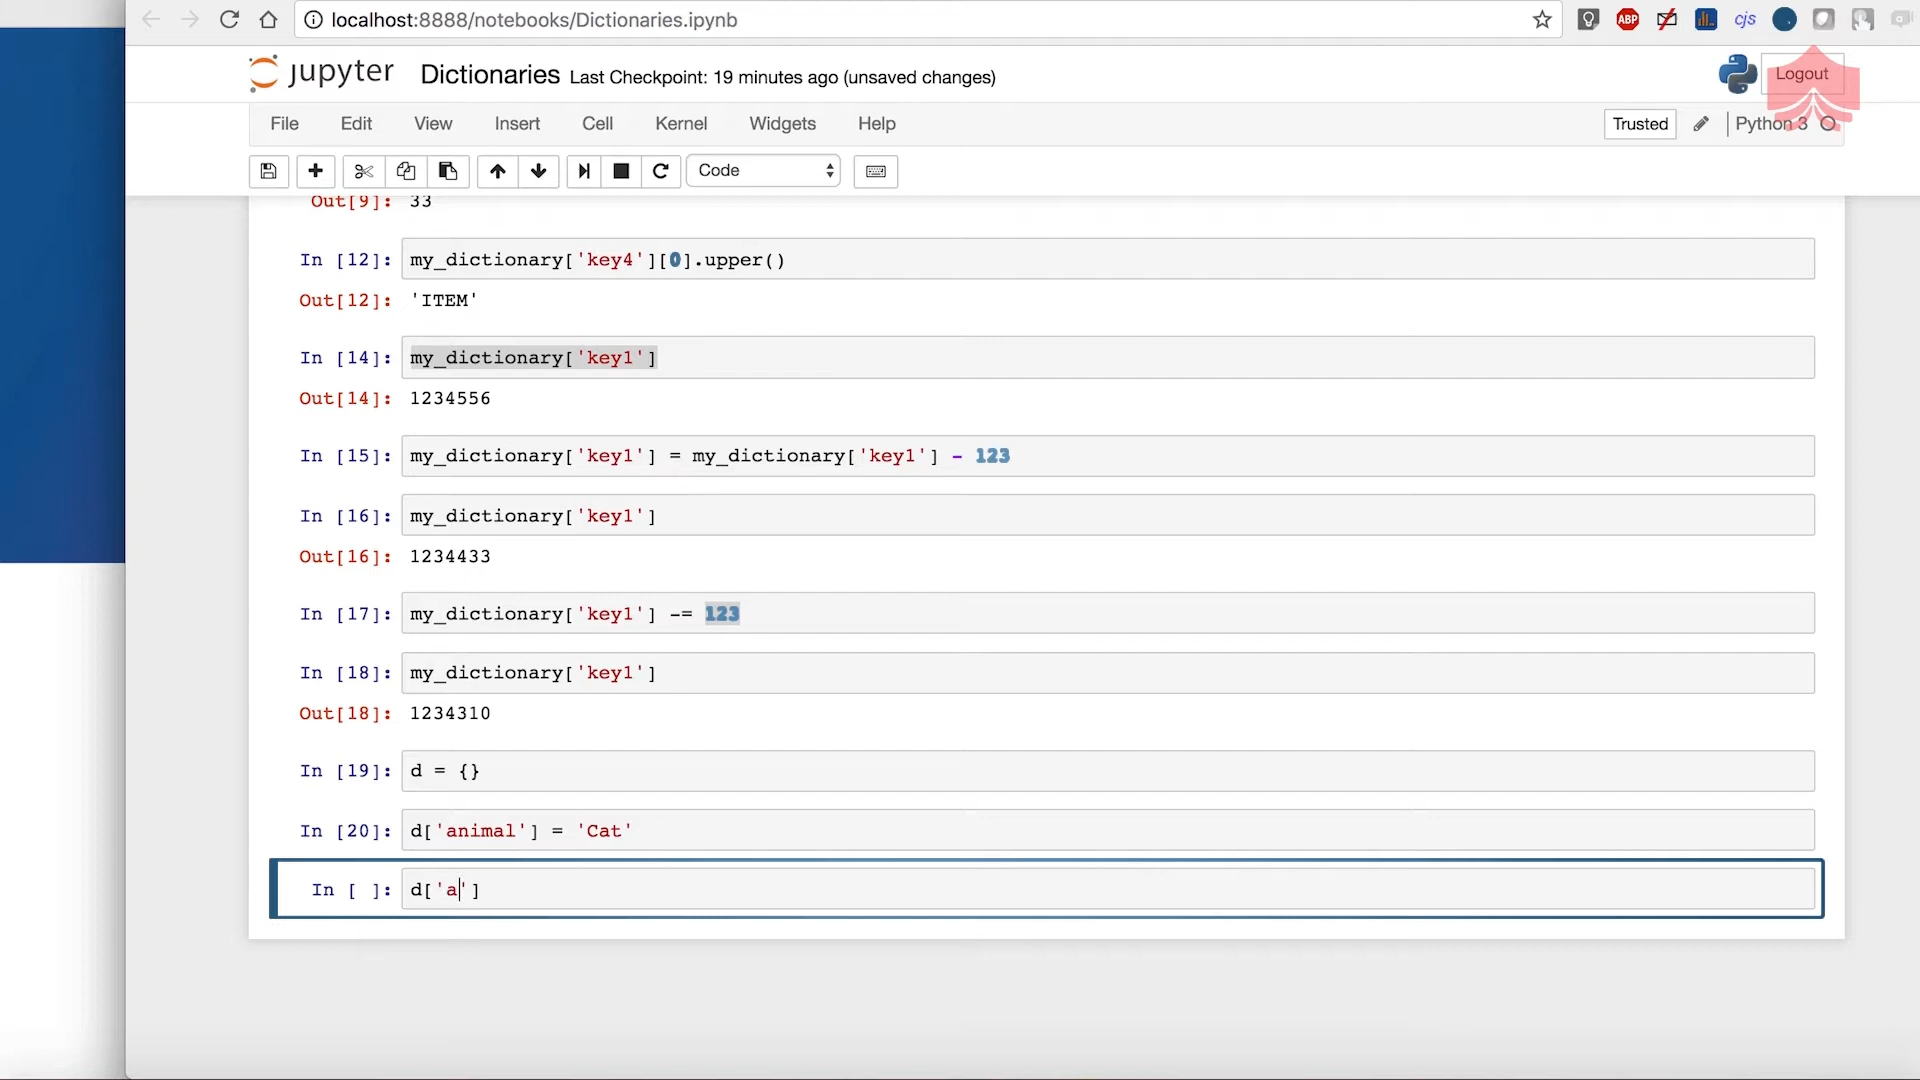 localhost:8888/notebooks/Dictionaries.ipynb
ABP
cjs
jupyter Dictionaries Last Checkpoint: 19 minutes ago (unsaved changes)
Logout
File Edit View Insert Cell Kernel Widgets Help
Trusted
Python 3
Code
Out[9]: 33
In [12]: my_dictionary['key4'][0].upper()
Out[12]: 'ITEM'
In [14]: my_dictionary['key1']
Out[14]: 1234556
In [15]: my_dictionary['key1'] = my_dictionary['key1'] - 123
In [16]: my_dictionary['key1']
Out[16]: 1234433
In [17]: my_dictionary['key1'] -= 123
In [18]: my_dictionary['key1']
Out[18]: 1234310
In [19]: d = {}
In [20]: d['animal'] = 'Cat'
In [ ]: d['a']